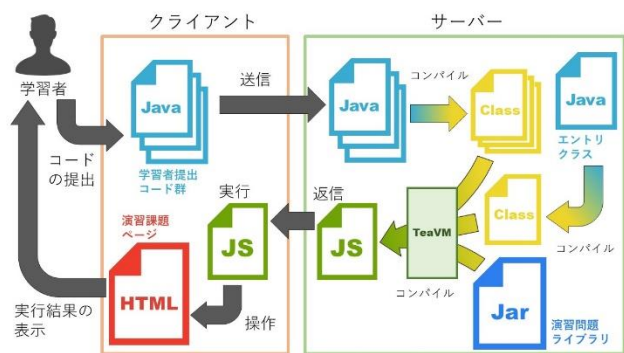 クライアント
サーバー
学習者
コード
の提出
Java
学習者提出
コード群
送信
Java
コンパイル
Class
Java
エントリ
クラス
コンパイル
Class
TeaVM
コンパイル
Jar
演習問題
ライブラリ
JS
返信
実行
JS
操作
演習課題
ページ
HTML
実行結果の
表示